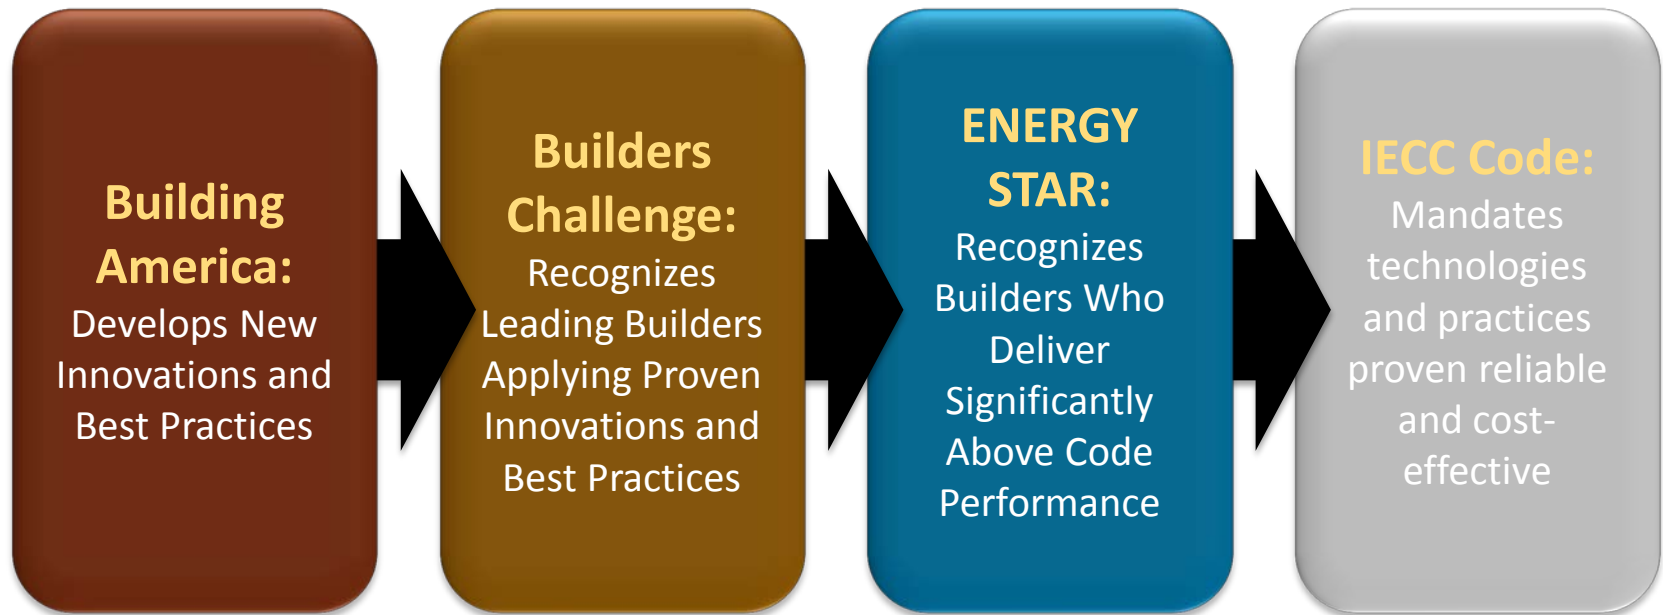 Building
America:
Develops New
Innovations and
Best Practices
Builders
Challenge:
Recognizes
Leading Builders
Applying Proven
Innovations and
Best Practices
ENERGY
STAR:
Recognizes
Builders Who
Deliver
Significantly
Above Code
Performance
IECC Code:
Mandates
technologies
and practices
proven reliable
and cost-
effective